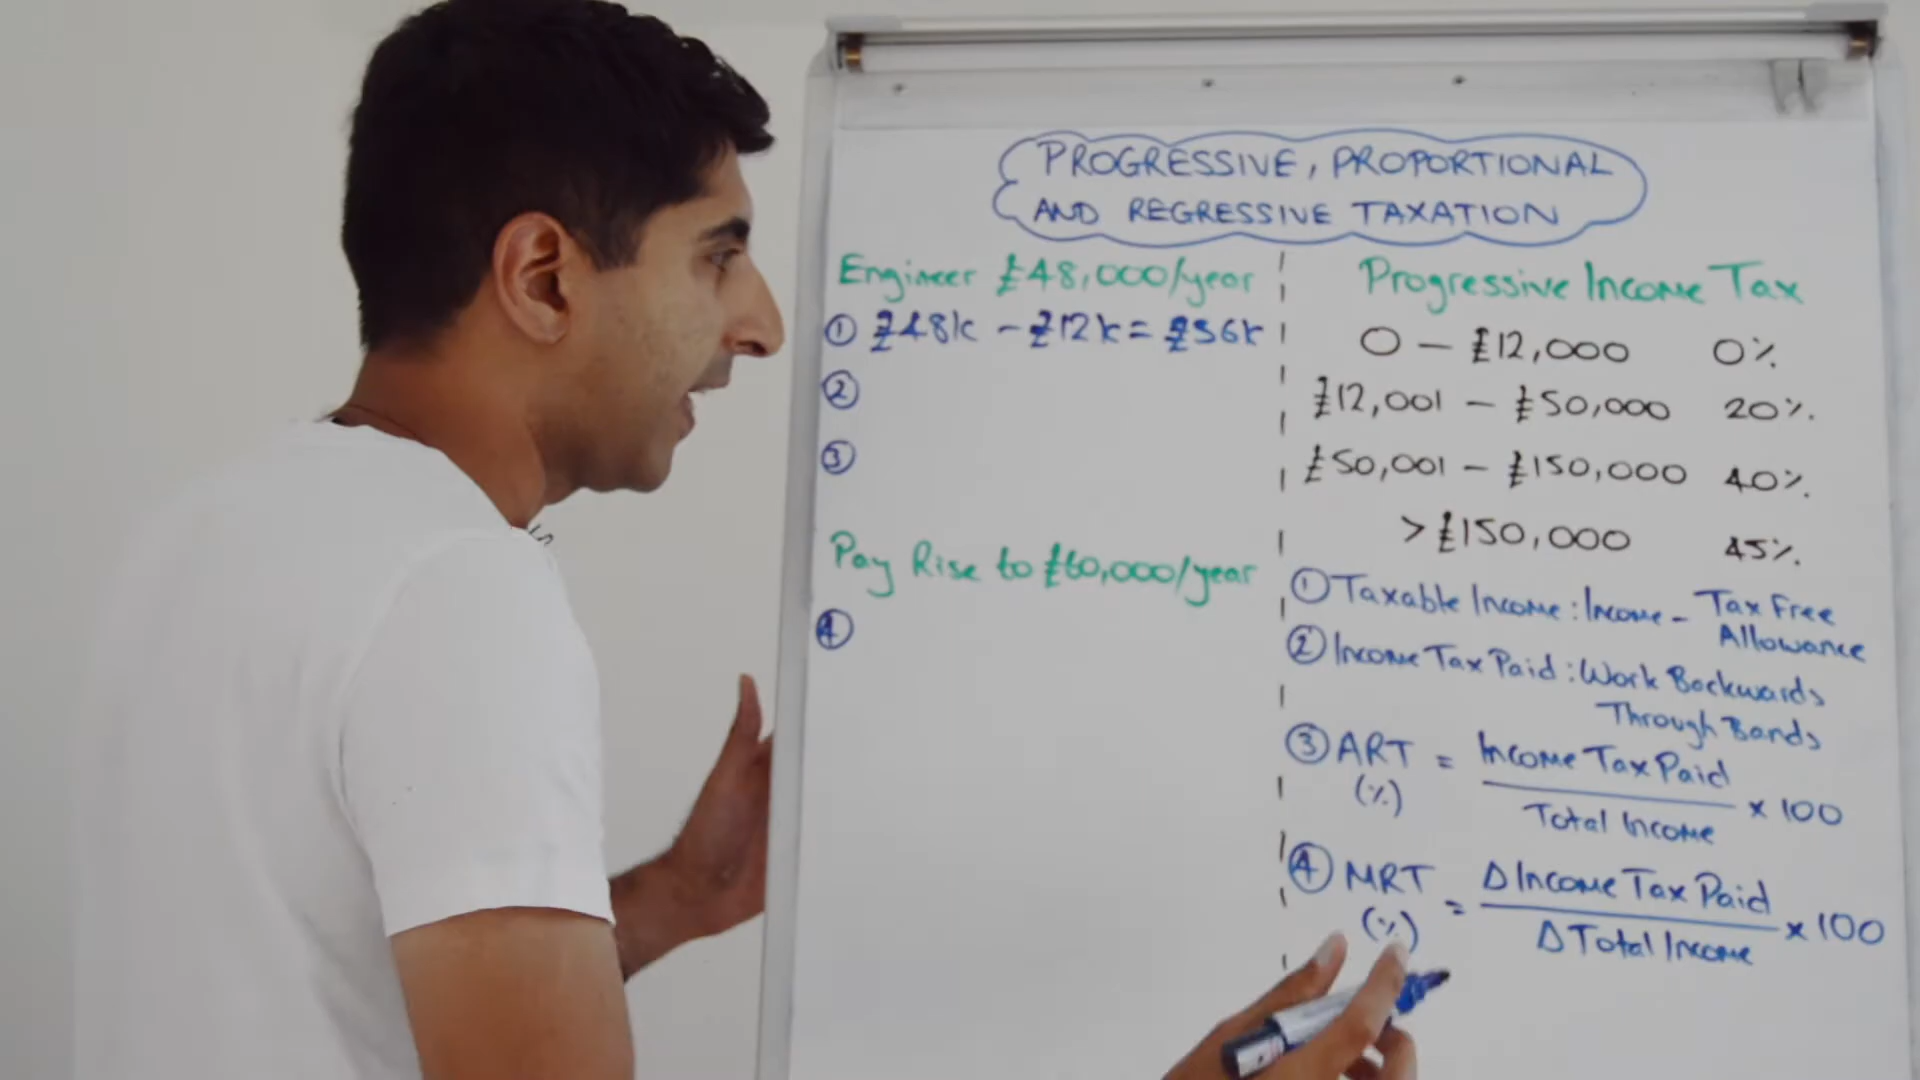 PROGRESSIVE, PROPORTIONAL
AND REGRESSIVE TAXATION
Engineer £48,000/year
① £48k - £12k = £36k
②
③
Pay Rise to £60,000/year
④
Progressive Income Tax
0 - £12,000 0%
£12,001 - £50,000 20%
£50,001 - £150,000 40%
> £150,000 45%
① Taxable Income: Income - Tax Free
Allowance
② Income Tax Paid: Work Backwards
Through Bands
③ ART (%) = Income Tax Paid
Total Income × 100
④ MRT (%) = Δ Income Tax Paid
Δ Total Income × 100